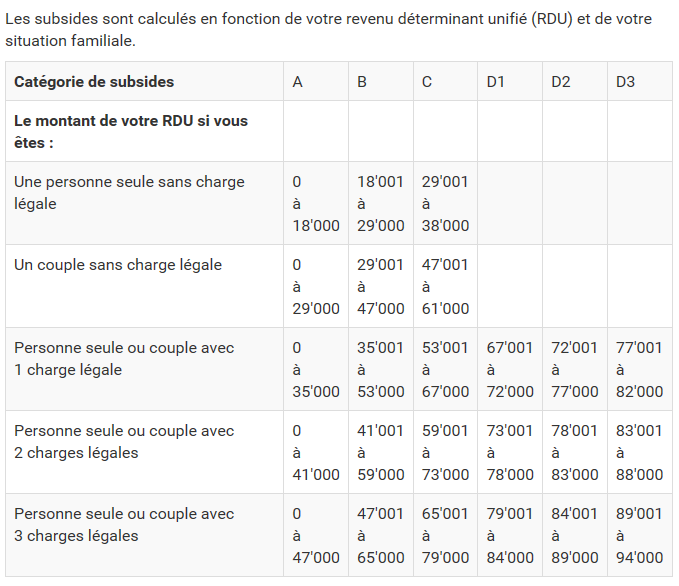 Les subsides sont calculés en fonction de votre revenu déterminant unifié (RDU) et de votre
situation familiale.
Catégorie de subsides A B C D1 D2 D3
Le montant de votre RDU si vous
êtes :
Une personne seule sans charge 0 18'001 29'001
légale à à à
18'000 29'000 38'000
Un couple sans charge légale 0 29'001 47'001
à à à
29'000 47'000 61'000
Personne seule ou couple avec 0 35'001 53'001 67'001 72'001 77'001
1 charge légale à à à à à à
35'000 53'000 67'000 72'000 77'000 82'000
Personne seule ou couple avec 0 41'001 59'001 73'001 78'001 83'001
2 charges légales à à à à à à
41'000 59'000 73'000 78'000 83'000 88'000
Personne seule ou couple avec 0 47'001 65'001 79'001 84'001 89'001
3 charges légales à à à à à à
47'000 65'000 79'000 84'000 89'000 94'000